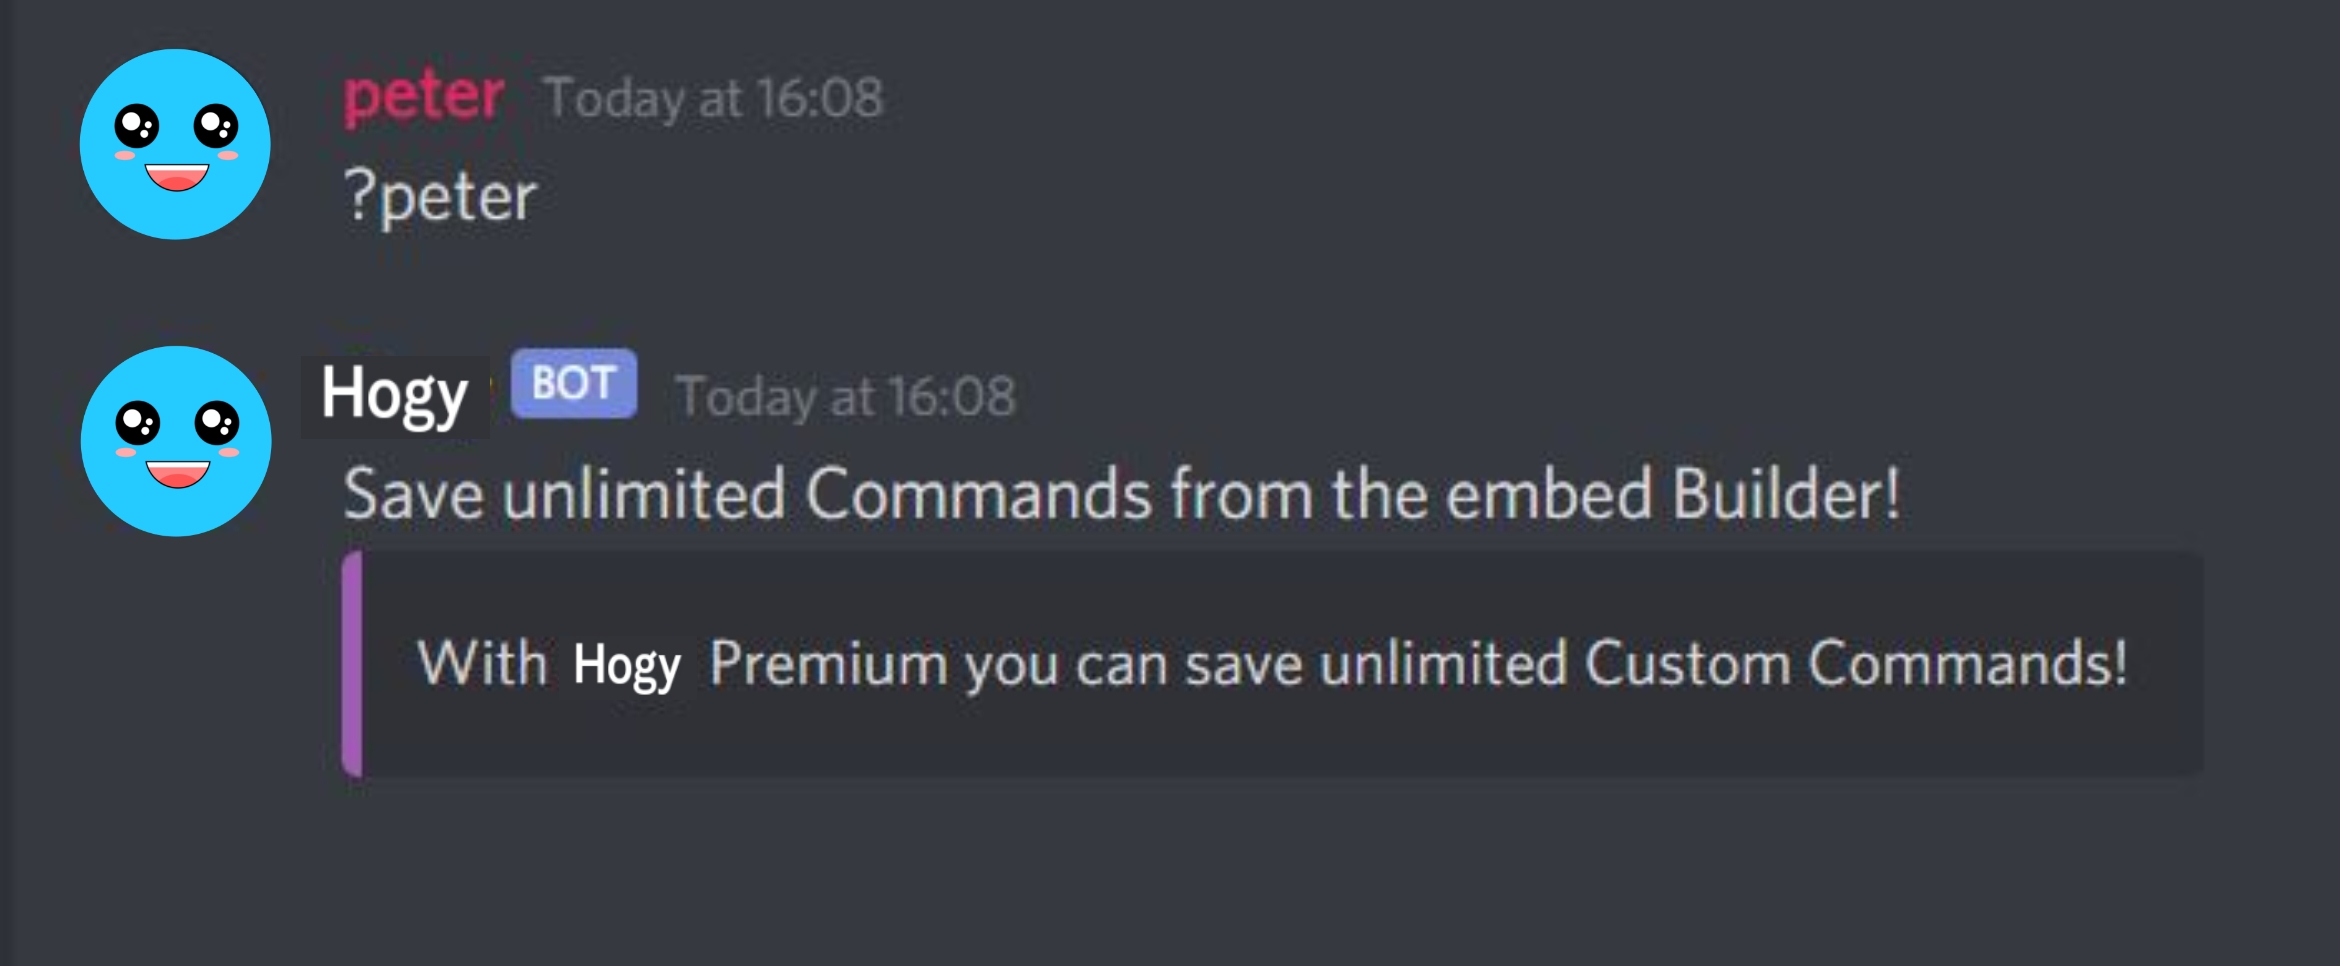 peter Today at 16:08
?peter
Hogy BOT Today at 16:08
Save unlimited Commands from the embed Builder!
With Hogy Premium you can save unlimited Custom Commands!